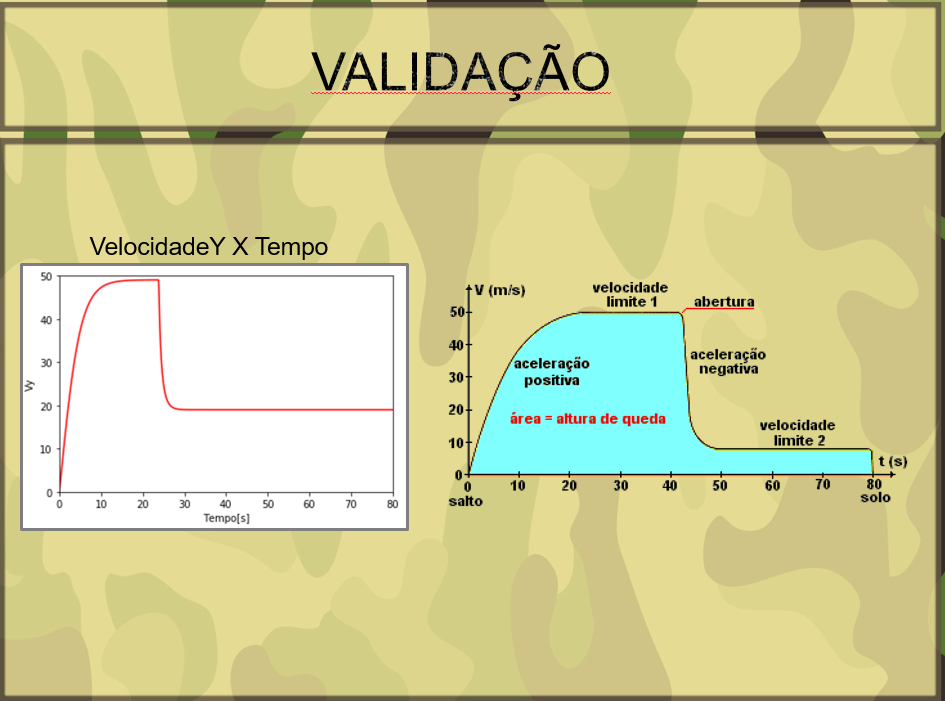 VALIDAÇÃO
VelocidadeY X Tempo
50
40
30
20
10
0
Vy
0 10 20 30 40 50 60 70 80
Tempo[s]
V (m/s)
velocidade
limite 1
abertura
50
40
30
20
10
0
aceleração
positiva
aceleração
negativa
área = altura de queda
velocidade
limite 2
t (s)
0 10 20 30 40 50 60 70 80
salto
solo